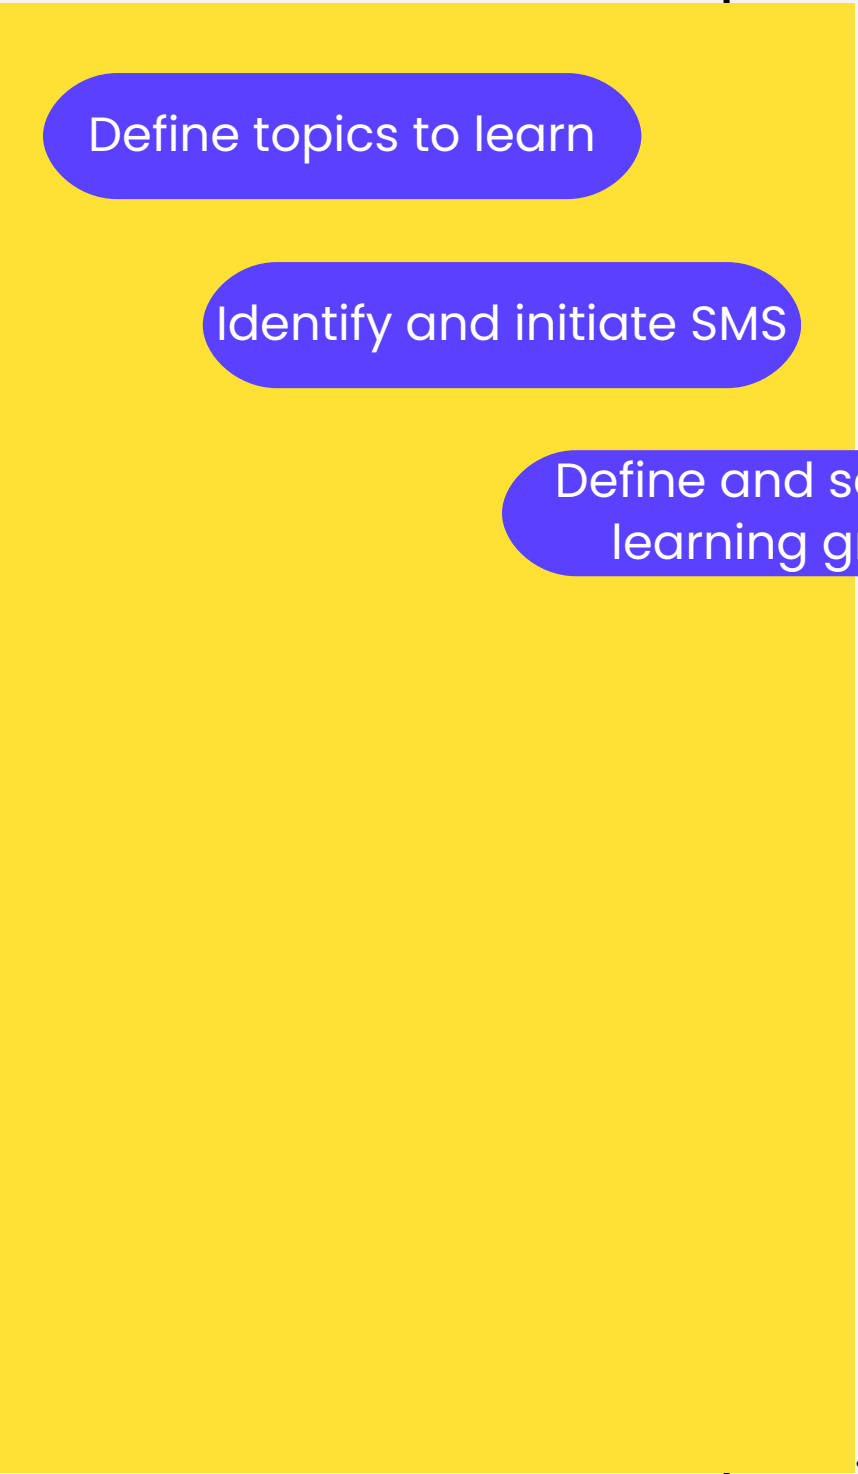 Define topics to learn
Identify and initiate SMS
Define and
learning